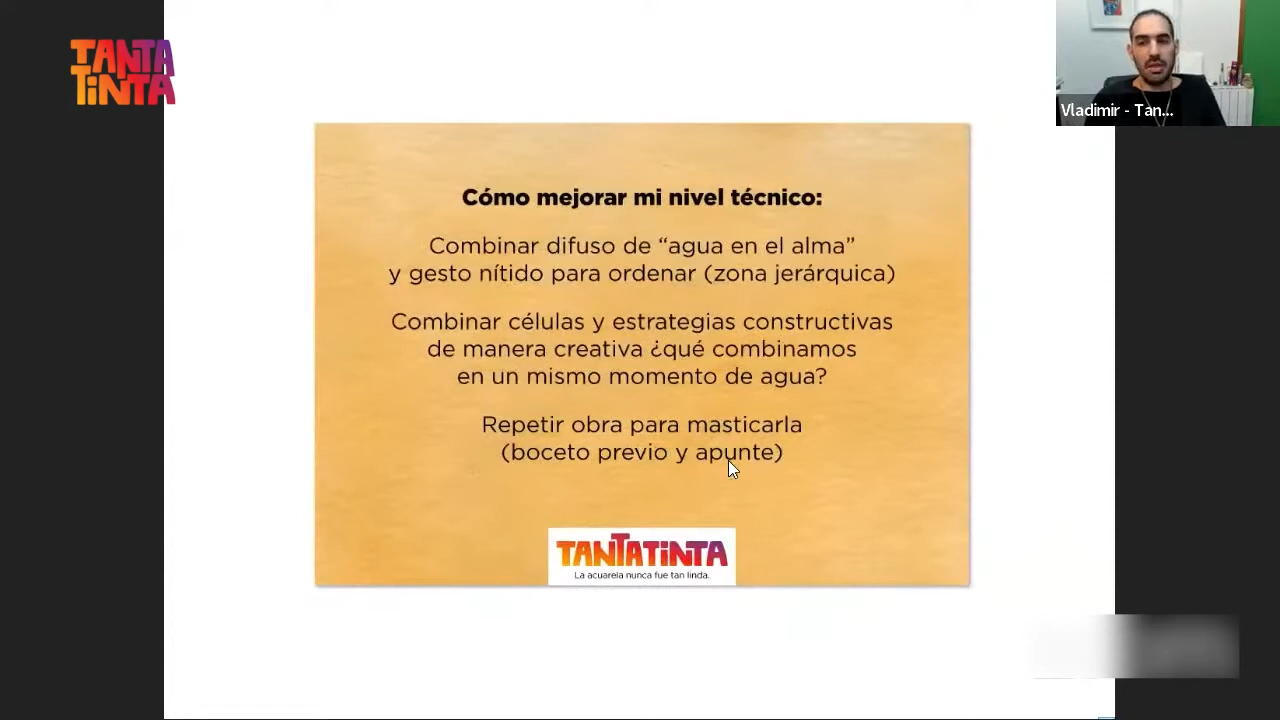 TANTA
TiNTA
Vladimir - Tan...
Cómo mejorar mi nivel técnico:
Combinar difuso de “agua en el alma”
y gesto nítido para ordenar (zona jerárquica)
Combinar células y estrategias constructivas
de manera creativa ¿qué combinamos
en un mismo momento de agua?
Repetir obra para masticarla
(boceto previo y apunte)
TANTATiNTA
La acuarela nunca fue tan linda.